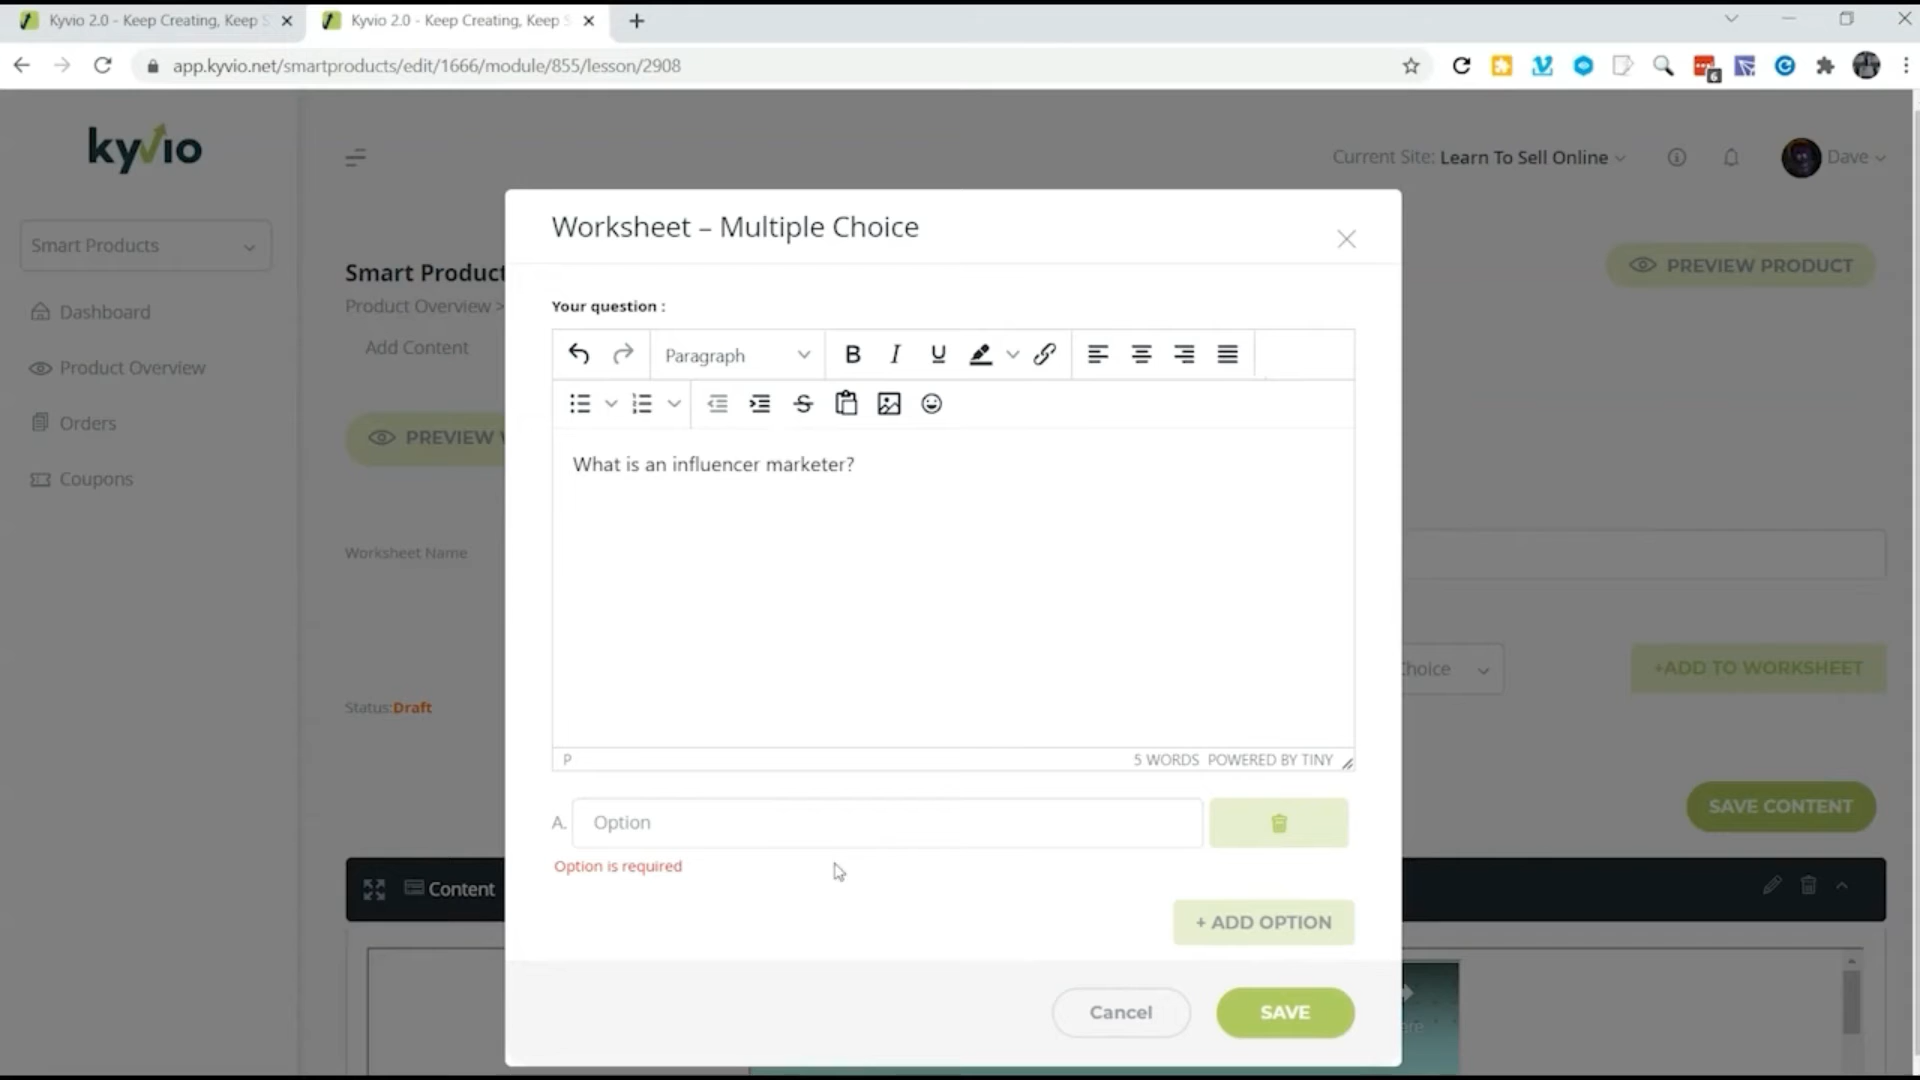 Kyvio 2.0 - Keep Creating, Keep S
Kyvio 2.0 - Keep Creating, Keep S
app.kyvio.net/smartproducts/edit/1666/module/855/lesson/2908
kyvio
Current Site: Learn To Sell Online
Dave
Smart Products
Dashboard
Product Overview
Orders
Coupons
Smart Product
Product Overview >
Add Content
PREVIEW PRODUCT
PREVIEW
Worksheet Name
Status:Draft
Choice
+ADD TO WORKSHEET
SAVE CONTENT
Content
Worksheet – Multiple Choice
Your question :
Paragraph
What is an influencer marketer?
P
5 WORDS POWERED BY TINY
A. Option
Option is required
+ ADD OPTION
Cancel
SAVE